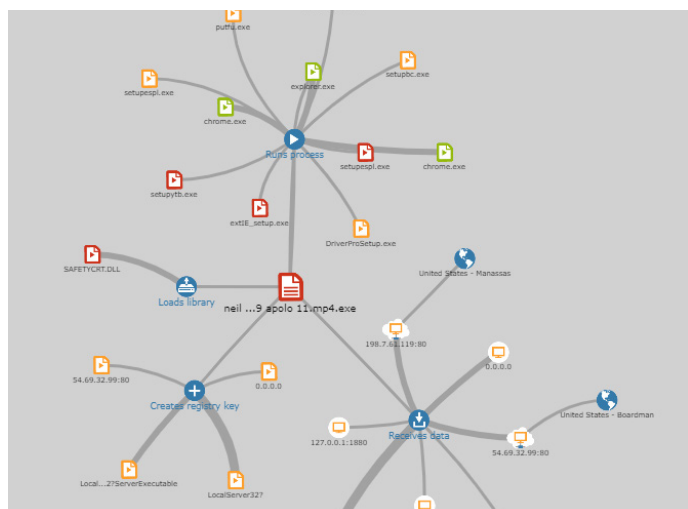 putfu.exe
setupbc.exe
explorer.exe
setupespl.exe
chrome.exe
Runs process
setupespl.exe
chrome.exe
setupytb.exe
extIE_setup.exe
DriverProSetup.exe
SAFETYCRT.DLL
United States - Manassas
Loads library
neil ...9 apolo 11.mp4.exe
198.7.61.119:80
54.69.32.99:80
0.0.0.0
0.0.0.0
Creates registry key
United States - Boardman
Receives data
127.0.0.1:1880
54.69.32.99:80
Local...2?ServerExecutable
LocalServer32?